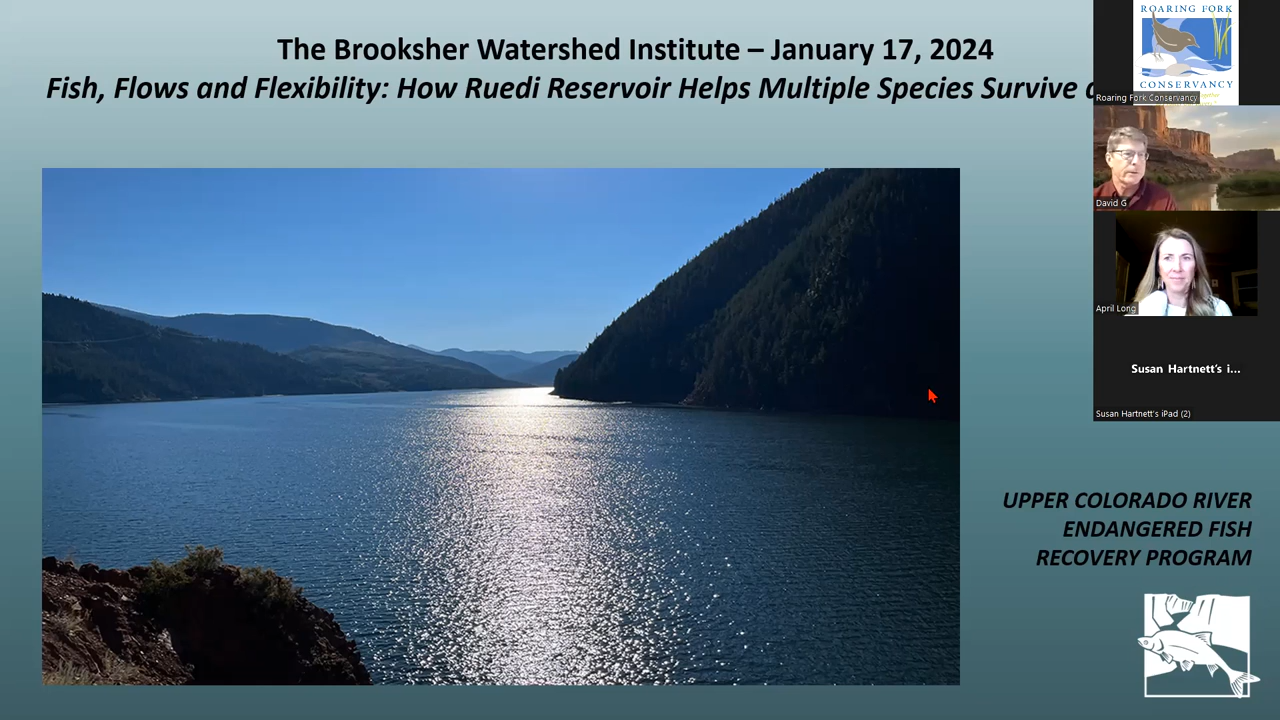 The Brooksher Watershed Institute – January 17, 2024
Fish, Flows and Flexibility: How Ruedi Reservoir Helps Multiple Species Survive
ROARING FORK
CONSERVANCY
Roaring Fork Conservancy
David G
April Long
Susan Hartnett's i...
Susan Hartnett's iPad (2)
UPPER COLORADO RIVER
ENDANGERED FISH
RECOVERY PROGRAM